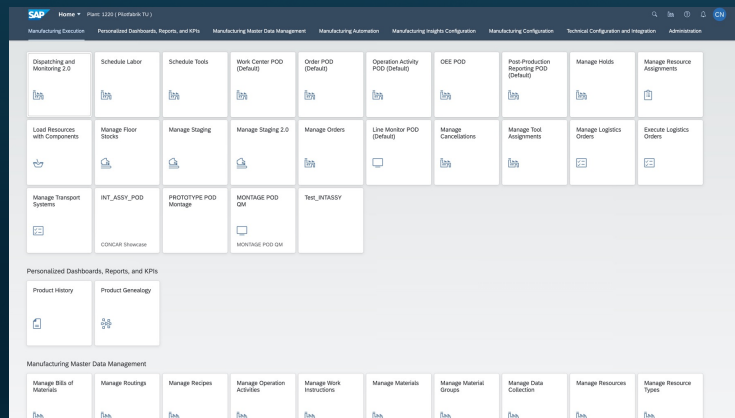 SAP Home Plant: 1220 ( Pilotfabrik TU ) CN
Manufacturing Execution Personalized Dashboards, Reports, and KPIs Manufacturing Master Data Management Manufacturing Automation Manufacturing Insights Configuration Manufacturing Configuration Technical Configuration and Integration Administration
Dispatching and
Monitoring 2.0
Schedule Labor
Schedule Tools
Work Center POD
(Default)
Order POD
(Default)
Operation Activity
POD (Default)
OEE POD
Post-Production
Reporting POD
(Default)
Manage Holds
Manage Resource
Assignments
Load Resources
with Components
Manage Floor
Stocks
Manage Staging
Manage Staging 2.0
Manage Orders
Line Monitor POD
(Default)
Manage
Cancellations
Manage Tool
Assignments
Manage Logistics
Orders
Execute Logistics
Orders
Manage Transport
Systems
INT_ASSY_POD
CONCAR Showcase
PROTOTYPE POD
Montage
MONTAGE POD
QM
MONTAGE POD QM
Test_INTASSY
Personalized Dashboards, Reports, and KPIs
Product History
Product Genealogy
Manufacturing Master Data Management
Manage Bills of
Materials
Manage Routings
Manage Recipes
Manage Operation
Activities
Manage Work
Instructions
Manage Materials
Manage Material
Groups
Manage Data
Collection
Manage Resources
Manage Resource
Types